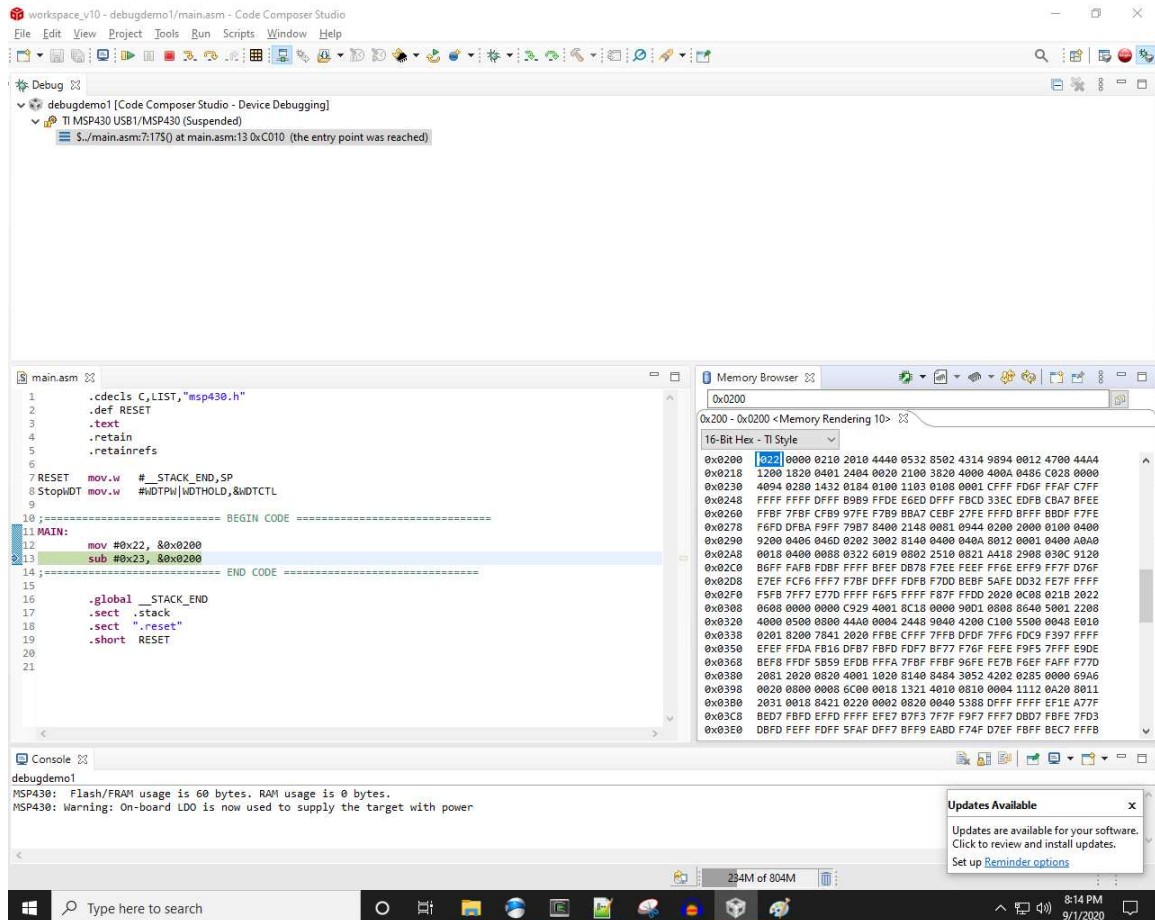 workspace_v10 - debugdemo1/main.asm - Code Composer Studio
File Edit View Project Tools Run Scripts Window Help
Debug
debugdemo1 [Code Composer Studio - Device Debugging]
TI MSP430 USB1/MSP430 (Suspended)
$../main.asm:7:17$() at main.asm:13 0xC010 (the entry point was reached)
main.asm
1 .cdecls C,LIST,"msp430.h"
2 .def RESET
3 .text
4 .retain
5 .retainrefs
6
7 RESET mov.w #__STACK_END,SP
8 StopWDT mov.w #WDTPW|WDTHOLD,&WDTCTL
9
10 ;============================ BEGIN CODE ===============================
11 MAIN:
12 mov #0x22, &0x0200
13 sub #0x23, &0x0200
14 ;============================ END CODE ===============================
15
16 .global __STACK_END
17 .sect .stack
18 .sect ".reset"
19 .short RESET
20
21
Memory Browser
0x0200
0x200 - 0x0200 <Memory Rendering 10>
16-Bit Hex - TI Style
0x0200 0022 0000 0210 2010 4440 0532 8502 4314 9894 0012 4700 44A4
0x0218 1200 1820 0401 2404 0020 2100 3820 4000 400A 0486 C028 0000
0x0230 4094 0280 1432 0184 0100 1103 0108 0001 CFFF FD6F FFAF C7FF
0x0248 FFFF FFFF DFFF B9B9 FFDE E6ED DFFF FBCD 33EC EDFB CBA7 BFEE
0x0260 FFBF 7FBF CFB9 97FE F7B9 BBA7 CEBF 27FE FFFD BFFF BBDF F7FE
0x0278 F6FD DFBA F9FF 79B7 8400 2148 0081 0944 0200 2000 0100 0400
0x0290 9200 0406 046D 0202 3002 8140 0400 040A 8012 0001 0400 A0A0
0x02A8 0018 0400 0088 0322 6019 0802 2510 0821 A418 2908 030C 9120
0x02C0 B6FF FAFB FDBF FFFF BFEF DB78 F7EE FEEF FF6E EFF9 FF7F D76F
0x02D8 E7EF FCF6 FFF7 F7BF DFFF FDFB F7DD BEBF 5AFE DD32 FE7F FFFF
0x02F0 F5FB 7FF7 E77D FFFF F6F5 FFFF F87F FFDD 2020 0C08 021B 2022
0x0308 0608 0000 0000 C929 4001 8C18 0000 90D1 0808 8640 5001 2208
0x0320 4000 0500 0800 44A0 0004 2448 9040 4200 C100 5500 0048 E010
0x0338 0201 8200 7841 2020 FFBE CFFF 7FFB DFDF 7FF6 FDC9 F397 FFFF
0x0350 EFEF FFDA FB16 DFB7 FBFD FDF7 BF77 F76F FEFE F9F5 7FFF E9DE
0x0368 BEF8 FFDF 5B59 EFDB FFFA 7FBF FFBF 96FE FE7B F6EF FAFF F77D
0x0380 2081 2020 0820 4001 1020 8140 8484 3052 4202 0285 0000 69A6
0x0398 0020 0800 0008 6C00 0018 1321 4010 0810 0004 1112 0A20 8011
0x03B0 2031 0018 8421 0220 0002 0820 0040 5388 DFFF FFFF EF1E A77F
0x03C8 BED7 FBFD EFFD FFFF EFE7 B7F3 7F7F F9F7 FFF7 DBD7 FBFE 7FD3
0x03E0 DBFD FEFF FDFF 5FAF DFF7 BFF9 EABD F74F D7EF FBFF BEC7 FFFB
Console
debugdemo1
MSP430: Flash/FRAM usage is 60 bytes. RAM usage is 0 bytes.
MSP430: Warning: On-board LDO is now used to supply the target with power
Updates Available x
Updates are available for your software.
Click to review and install updates.
Set up Reminder options
234M of 804M
Type here to search
8:14 PM
9/1/2020